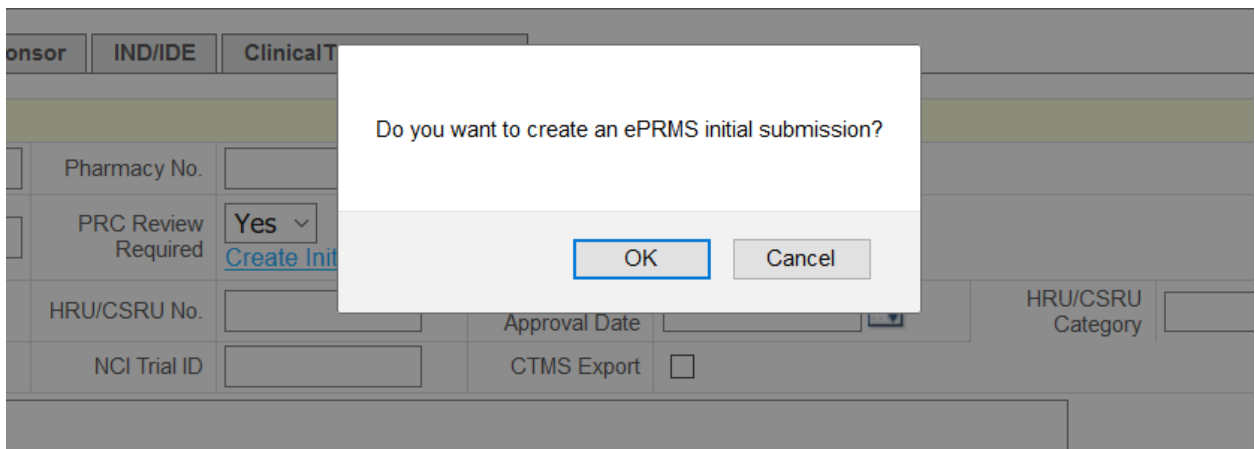 onsor IND/IDE ClinicalT
Do you want to create an ePRMS initial submission?
OK Cancel
Pharmacy No.
PRC Review
Required
Yes
Create Init
HRU/CSRU No.
Approval Date
HRU/CSRU
Category
NCI Trial ID
CTMS Export